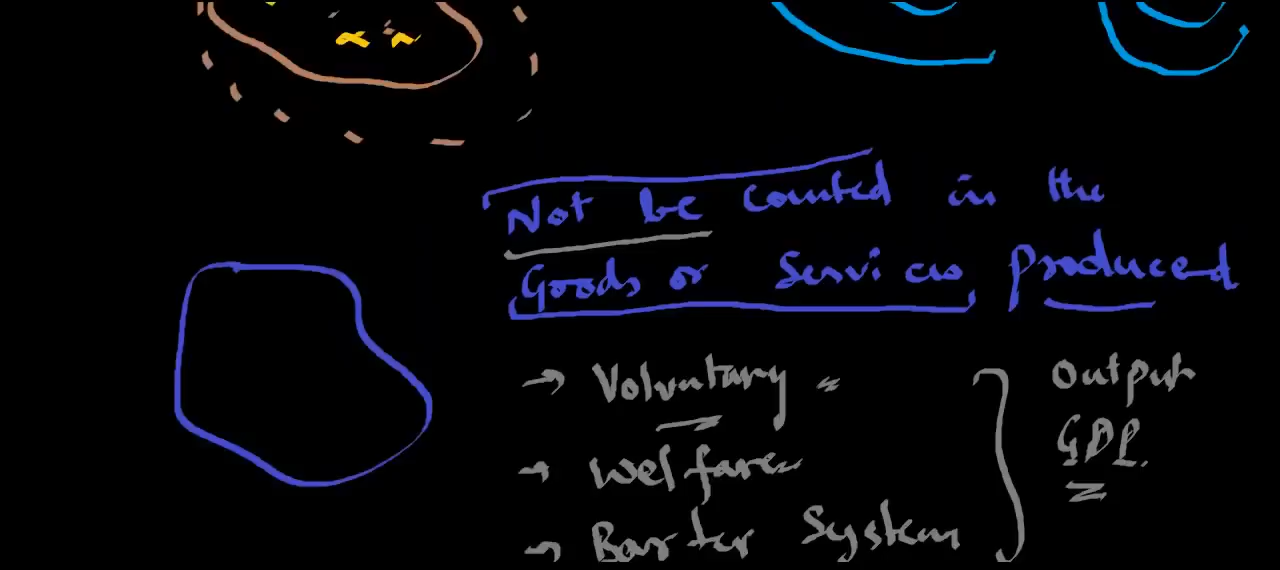 Not be counted in the
Goods or Services produced
→ Voluntary
→ Welfare
→ Barter System
Output
GDP.